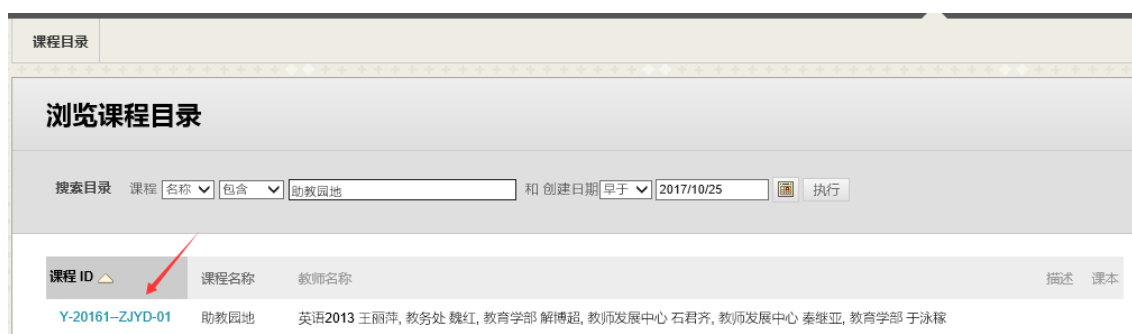 课程目录
浏览课程目录
搜索目录 课程 名称 包含 助教园地 和 创建日期 早于 2017/10/25 执行
课程 ID 课程名称 教师名称 描述 课本
Y-20161--ZJYD-01 助教园地 英语2013 王丽萍, 教务处 魏红, 教育学部 解博超, 教师发展中心 石君齐, 教师发展中心 秦继亚, 教育学部 于泳稼